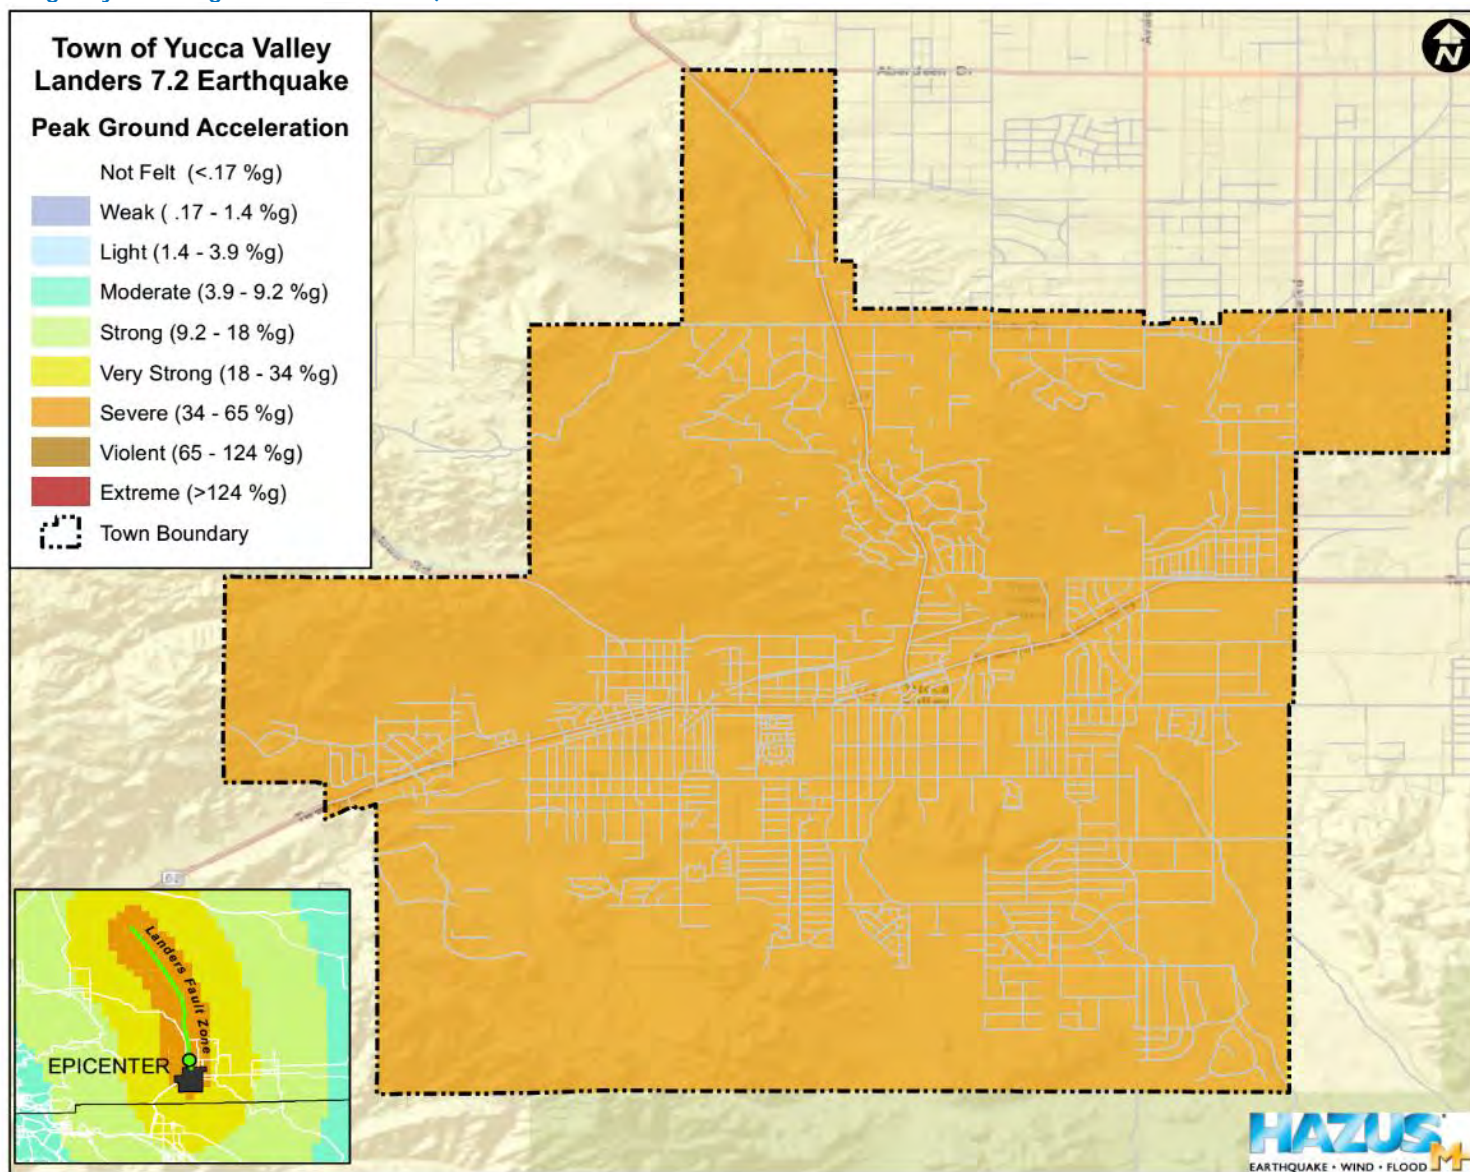 Town of Yucca Valley
Landers 7.2 Earthquake
Peak Ground Acceleration
Not Felt (<.17 %g)
Weak ( .17 - 1.4 %g)
Light (1.4 - 3.9 %g)
Moderate (3.9 - 9.2 %g)
Strong (9.2 - 18 %g)
Very Strong (18 - 34 %g)
Severe (34 - 65 %g)
Violent (65 - 124 %g)
Extreme (>124 %g)
Town Boundary
N
Aberdeen Dr
62
Landers Fault Zone
EPICENTER
HAZUS
MH
EARTHQUAKE • WIND • FLOOD